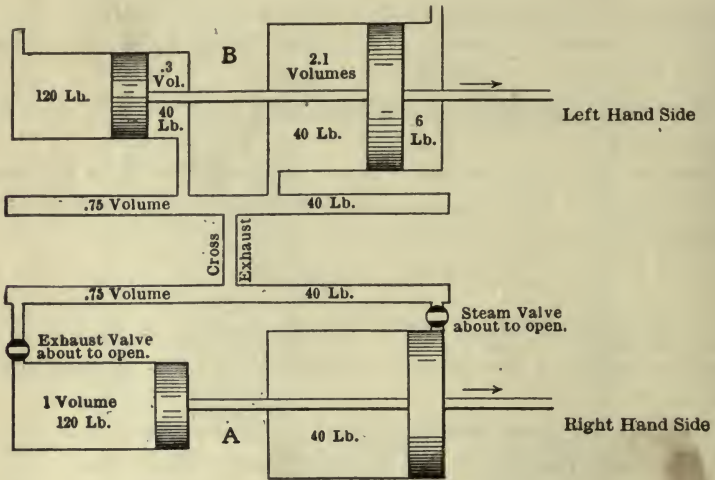 B
.3
Vol.
2.1
Volumes
120 Lb.
40
Lb.
40 Lb.
6
Lb.
Left Hand Side
.75 Volume
40 Lb.
Cross
Exhaust
.75 Volume
40 Lb.
Exhaust Valve
about to open.
Steam Valve
about to open.
1 Volume
120 Lb.
A
40 Lb.
Right Hand Side